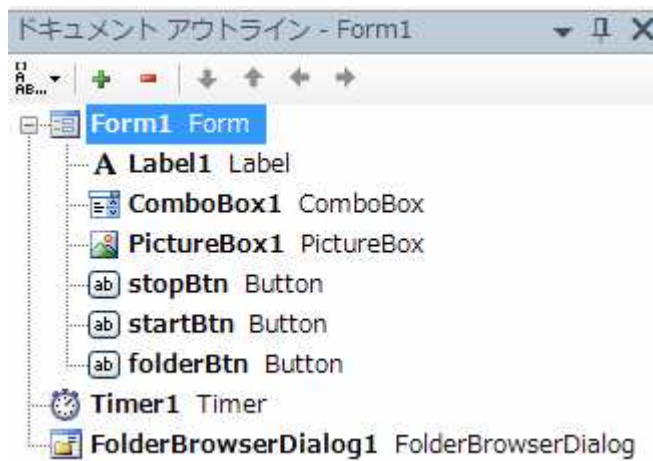 ドキュメント アウトライン - Form1
Form1 Form
A Label1 Label
ComboBox1 ComboBox
PictureBox1 PictureBox
ab stopBtn Button
ab startBtn Button
ab folderBtn Button
Timer1 Timer
FolderBrowserDialog1 FolderBrowserDialog